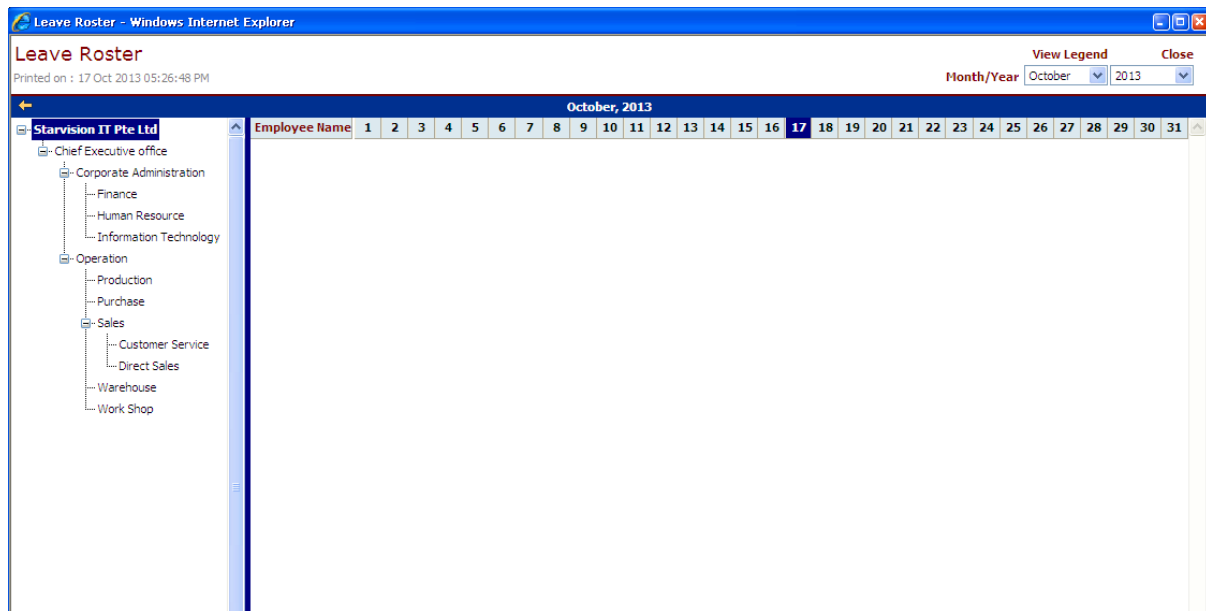 Leave Roster - Windows Internet Explorer
Leave Roster
View Legend Close
Printed on : 17 Oct 2013 05:26:48 PM
Month/Year October 2013
October, 2013
Employee Name 1 2 3 4 5 6 7 8 9 10 11 12 13 14 15 16 17 18 19 20 21 22 23 24 25 26 27 28 29 30 31
Starvision IT Pte Ltd
Chief Executive office
Corporate Administration
Finance
Human Resource
Information Technology
Operation
Production
Purchase
Sales
Customer Service
Direct Sales
Warehouse
Work Shop